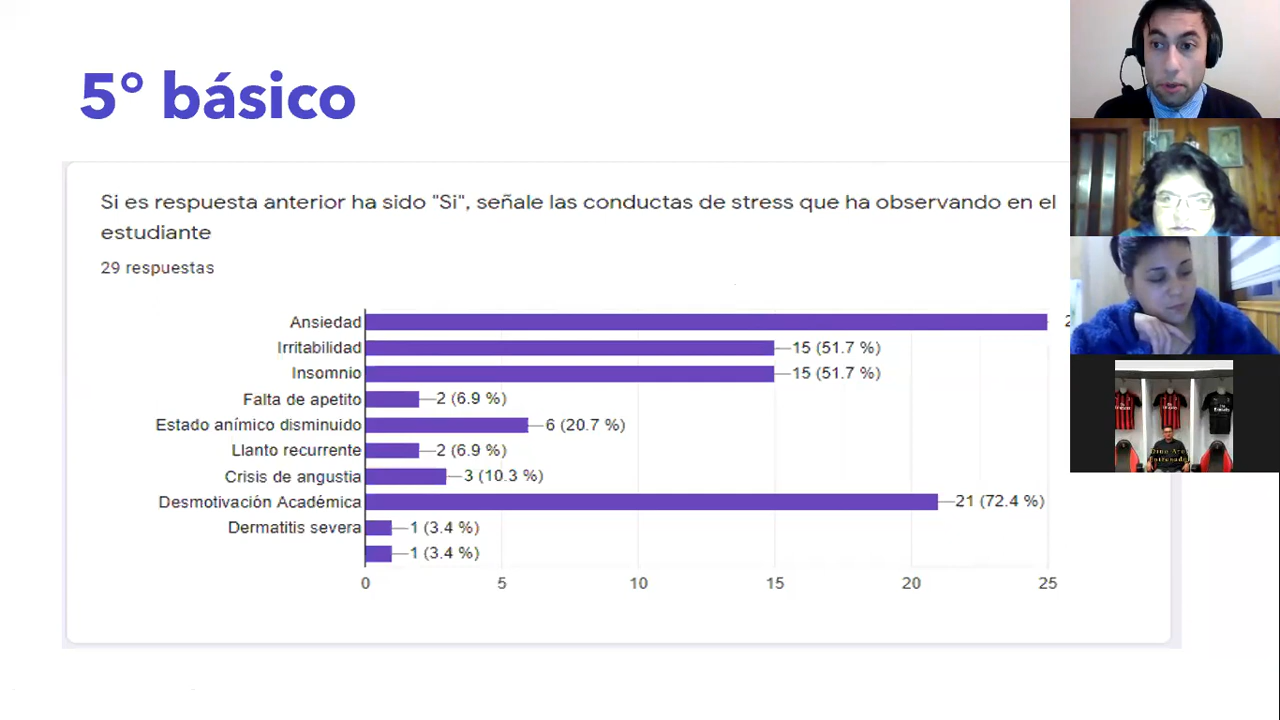 5° básico
Si es respuesta anterior ha sido "Si", señale las conductas de stress que ha observando en el
estudiante
29 respuestas
Ansiedad
Irritabilidad 15 (51.7 %)
Insomnio 15 (51.7 %)
Falta de apetito 2 (6.9 %)
Estado anímico disminuido 6 (20.7 %)
Llanto recurrente 2 (6.9 %)
Crisis de angustia 3 (10.3 %)
Desmotivación Académica 21 (72.4 %)
Dermatitis severa 1 (3.4 %)
1 (3.4 %)
0 5 10 15 20 25